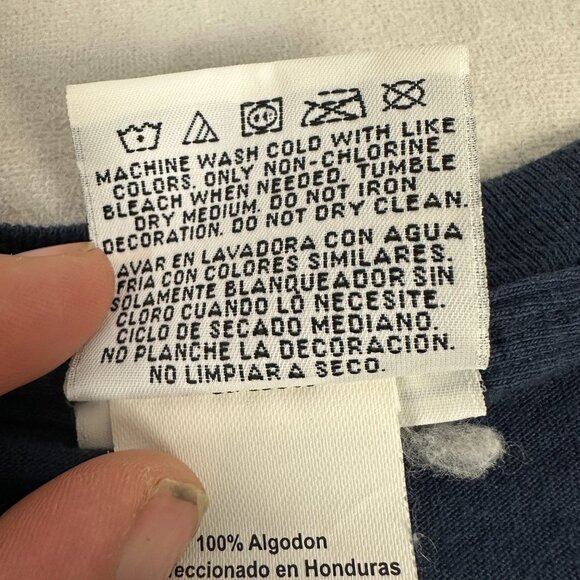 MACHINE WASH COLD WITH LIKE
COLORS. ONLY NON-CHLORINE
BLEACH WHEN NEEDED. TUMBLE
DRY MEDIUM. DO NOT IRON
DECORATION. DO NOT DRY CLEAN.
AVAR EN LAVADORA CON AGUA
FRIA CON COLORES SIMILARES.
SOLAMENTE BLANQUEADOR SIN
CLORO CUANDO LO NECESITE.
CICLO DE SECADO MEDIANO.
NO PLANCHE LA DECORACION.
NO LIMPIAR A SECO.
100% Algodon
eccionado en Honduras